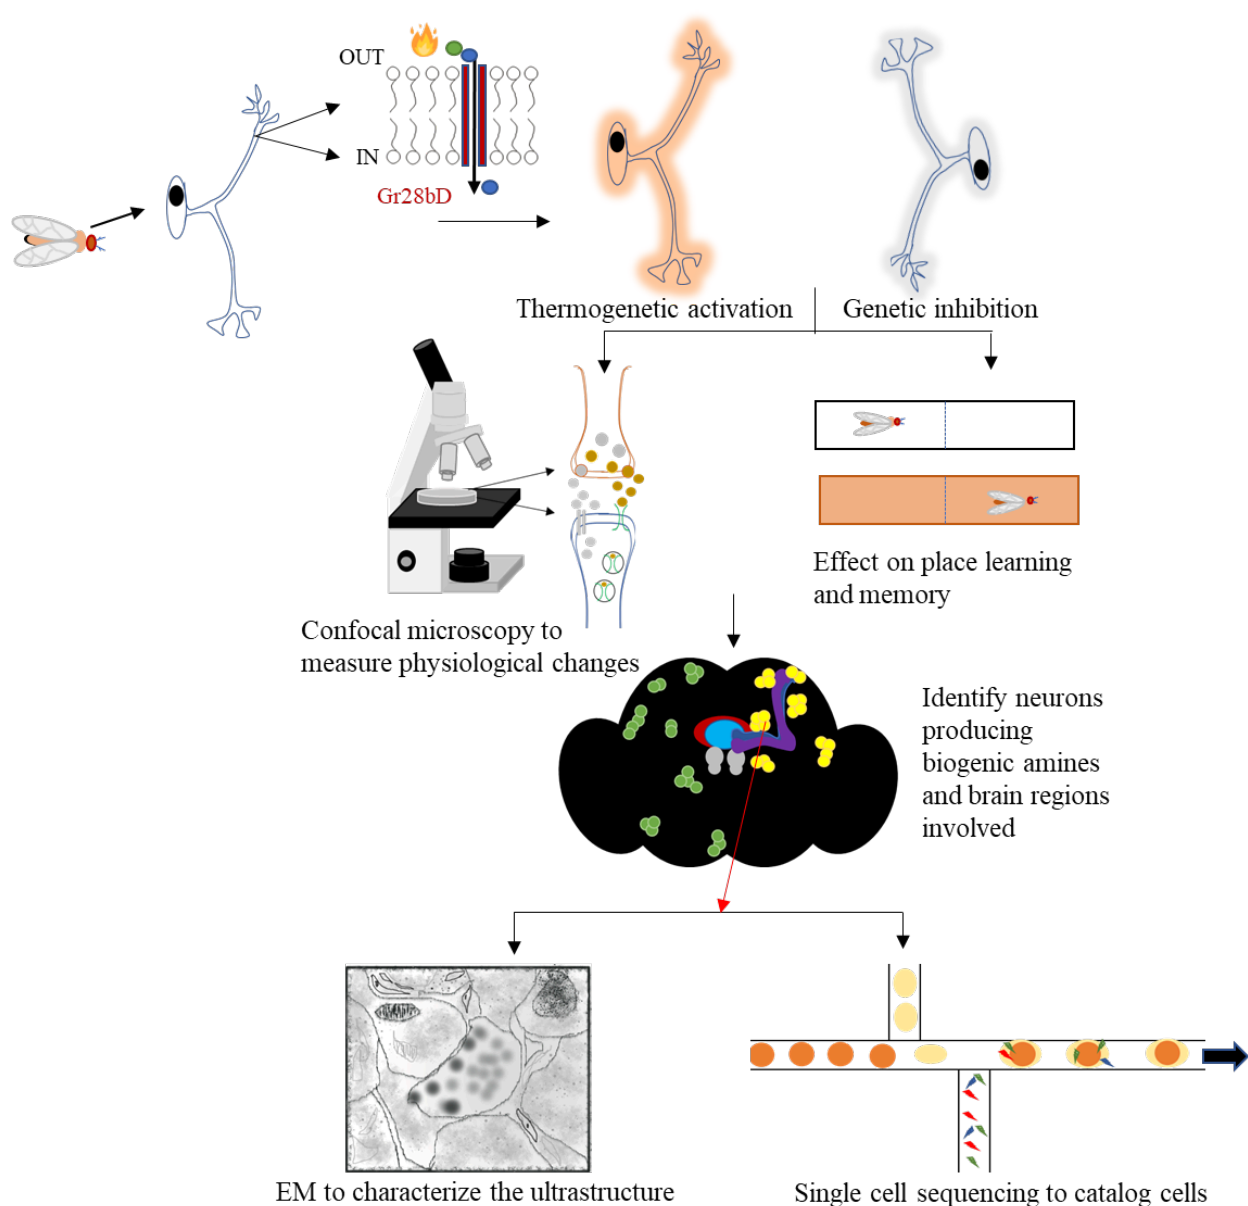 OUT
IN
Gr28bD
Thermogenetic activation
Genetic inhibition
Confocal microscopy to
measure physiological changes
Effect on place learning
and memory
Identify neurons
producing
biogenic amines
and brain regions
involved
EM to characterize the ultrastructure
Single cell sequencing to catalog cells